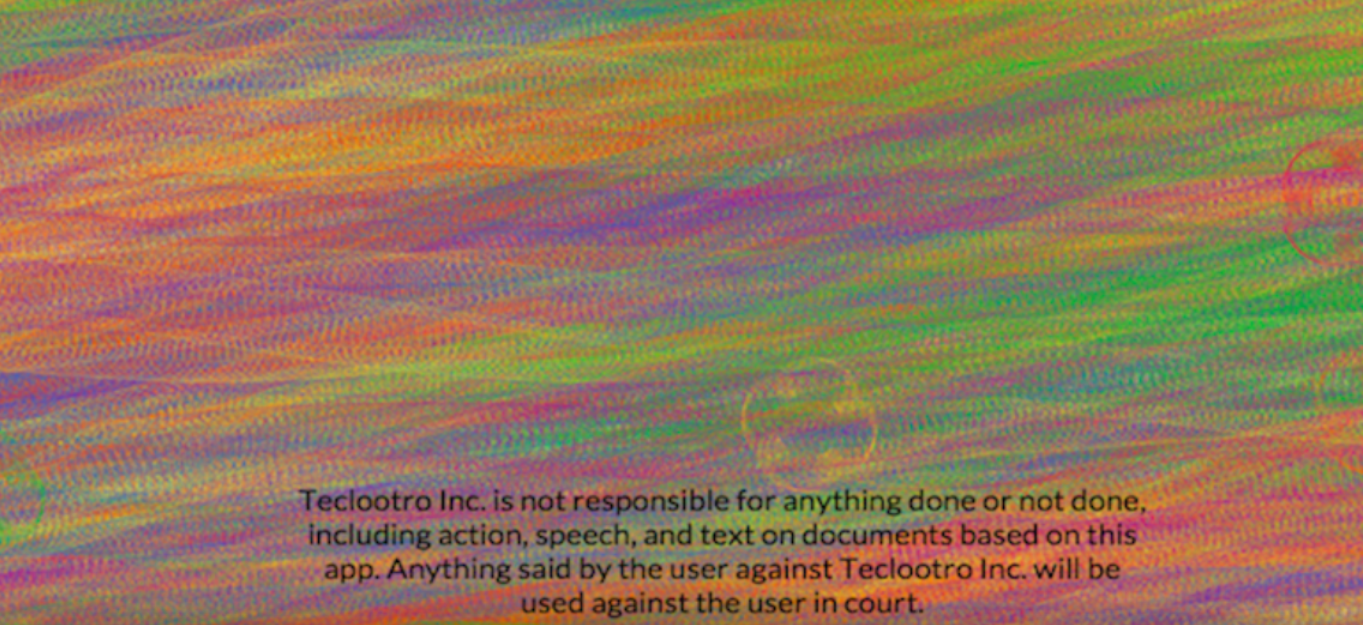 Teclootro Inc. is not responsible for anything done or not done,
including action, speech, and text on documents based on this
app. Anything said by the user against Teclootro Inc. will be
used against the user in court.